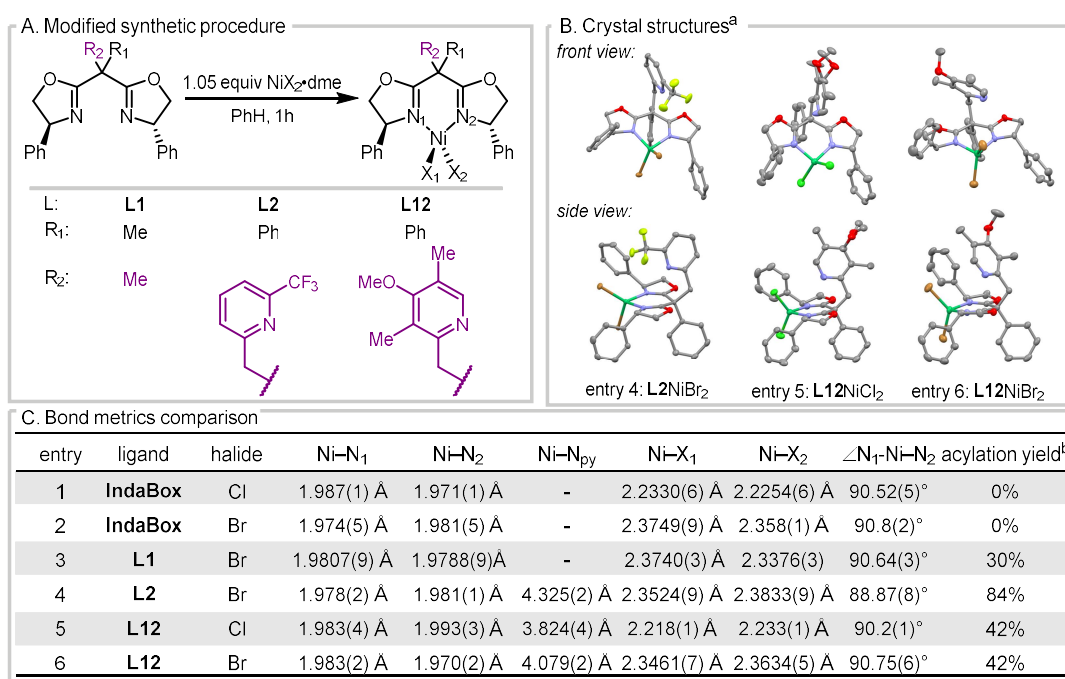 A. Modified synthetic procedure
R2 R1 R2 R1
O O O O
N N N1 N2
1.05 equiv NiX2•dme
PhH, 1h
Ni
Ph Ph Ph Ph
X1 X2
L: L1 L2 L12
R1: Me Ph Ph
R2: Me
CF3
N
Me
MeO
Me N
B. Crystal structuresa
front view:
side view:
entry 4: L2NiBr2 entry 5: L12NiCl2 entry 6: L12NiBr2
C. Bond metrics comparison
entry ligand halide Ni–N1 Ni–N2 Ni–Npy Ni–X1 Ni–X2 ∠N1-Ni–N2 acylation yieldb
1 IndaBox Cl 1.987(1) Å 1.971(1) Å - 2.2330(6) Å 2.2254(6) Å 90.52(5)° 0%
2 IndaBox Br 1.974(5) Å 1.981(5) Å - 2.3749(9) Å 2.358(1) Å 90.8(2)° 0%
3 L1 Br 1.9807(9) Å 1.9788(9)Å - 2.3740(3) Å 2.3376(3) 90.64(3)° 30%
4 L2 Br 1.978(2) Å 1.981(1) Å 4.325(2) Å 2.3524(9) Å 2.3833(9) Å 88.87(8)° 84%
5 L12 Cl 1.983(4) Å 1.993(3) Å 3.824(4) Å 2.218(1) Å 2.233(1) Å 90.2(1)° 42%
6 L12 Br 1.983(2) Å 1.970(2) Å 4.079(2) Å 2.3461(7) Å 2.3634(5) Å 90.75(6)° 42%